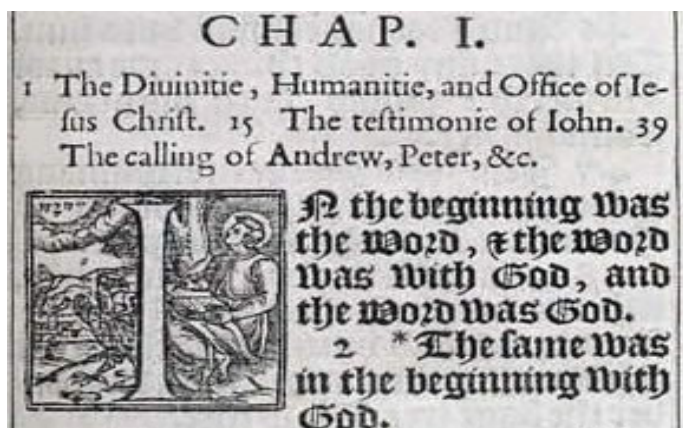 CHAP. I.
1 The Diuinitie, Humanitie, and Office of Ie-
ſus Chriſt. 15 The teſtimonie of Iohn. 39
The calling of Andrew, Peter, &c.
IN the beginning was
the Word, & the Word
was with God, and
the Word was God.
2 *The ſame was
in the beginning with
God.